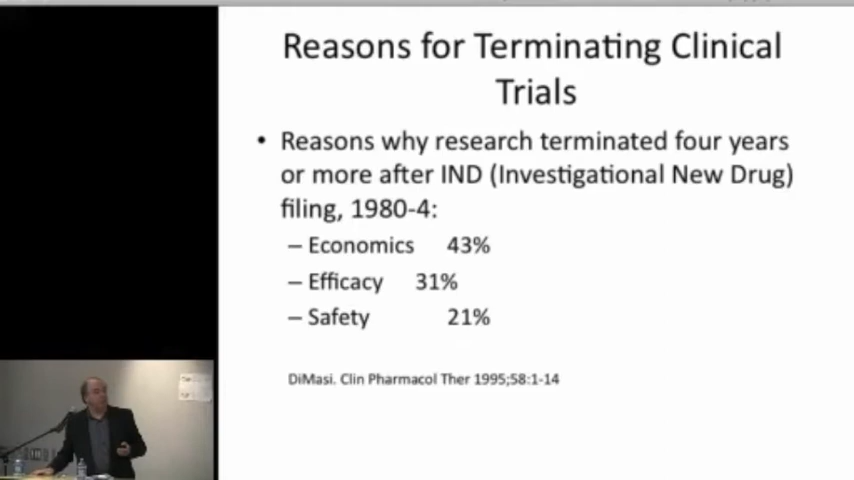 Reasons for Terminating Clinical
Trials
• Reasons why research terminated four years
or more after IND (Investigational New Drug)
filing, 1980-4:
– Economics 43%
– Efficacy 31%
– Safety 21%
DiMasi. Clin Pharmacol Ther 1995;58:1-14